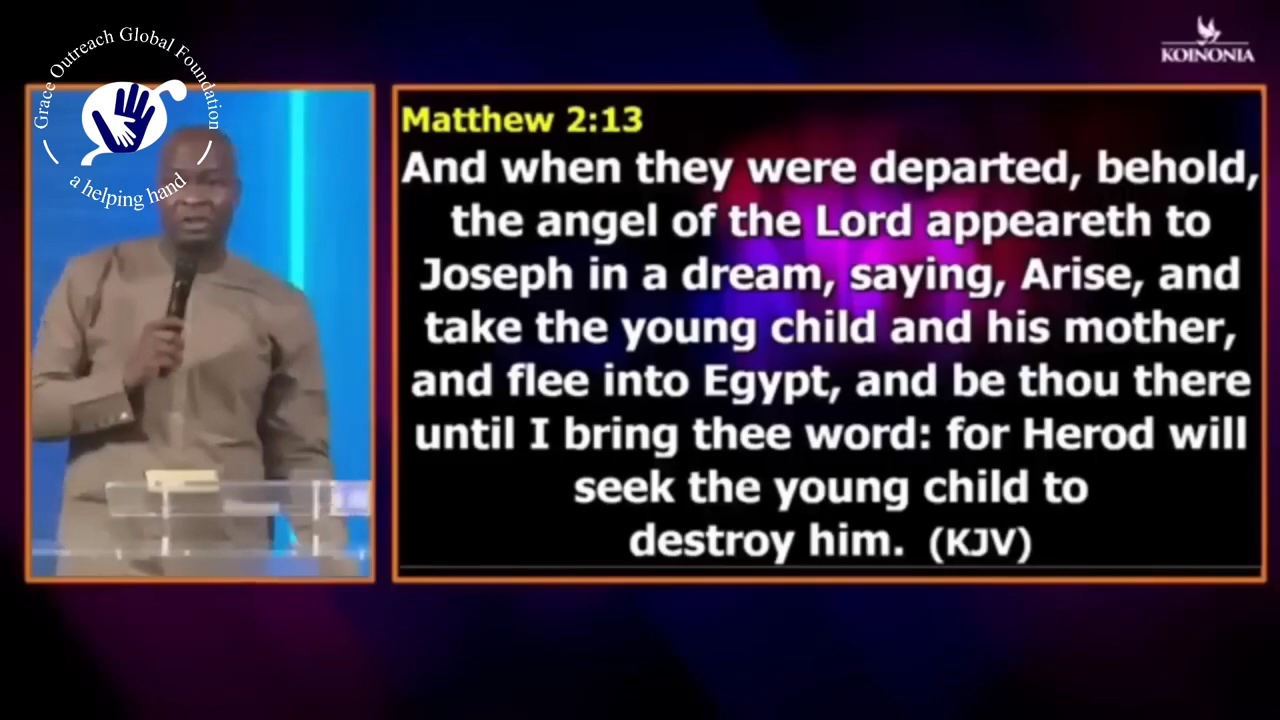 Grace Outreach Global Foundation
a helping hand
KOINONIA
Matthew 2:13
And when they were departed, behold,
the angel of the Lord appeareth to
Joseph in a dream, saying, Arise, and
take the young child and his mother,
and flee into Egypt, and be thou there
until I bring thee word: for Herod will
seek the young child to
destroy him. (KJV)